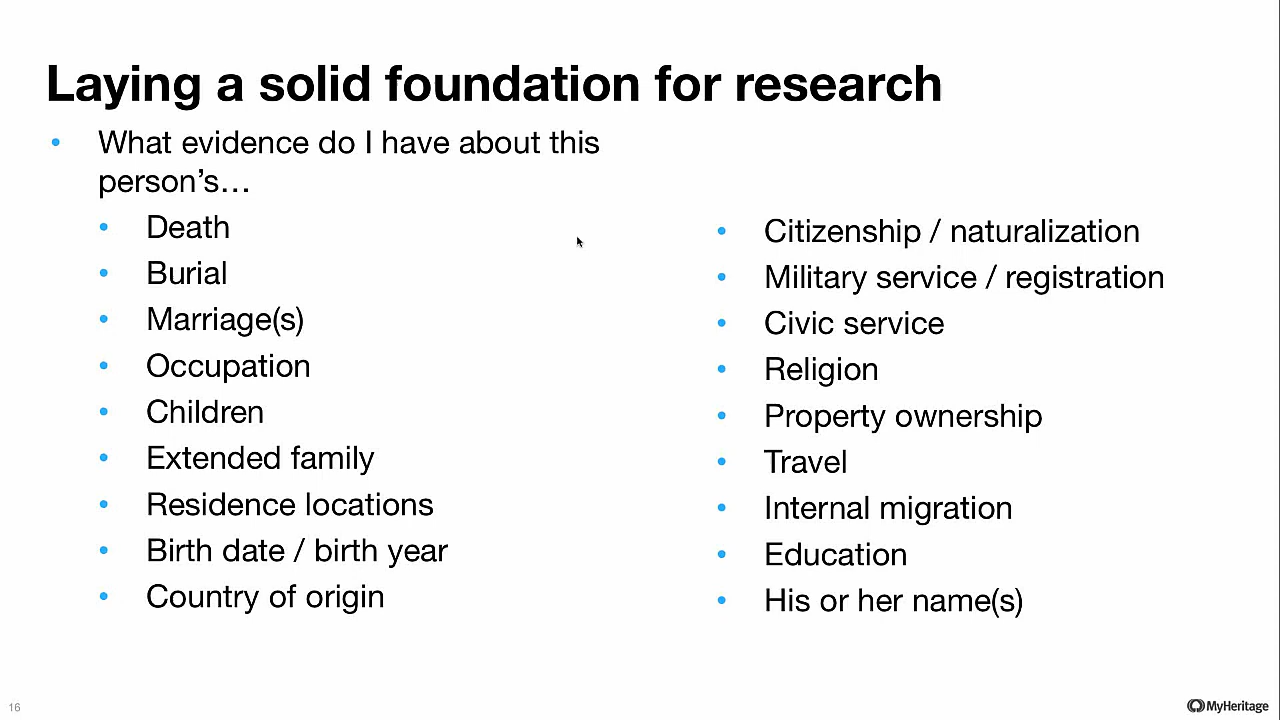 Laying a solid foundation for research
What evidence do I have about this
person's…
Death
Burial
Marriage(s)
Occupation
Children
Extended family
Residence locations
Birth date / birth year
Country of origin
Citizenship / naturalization
Military service / registration
Civic service
Religion
Property ownership
Travel
Internal migration
Education
His or her name(s)
16
MyHeritage